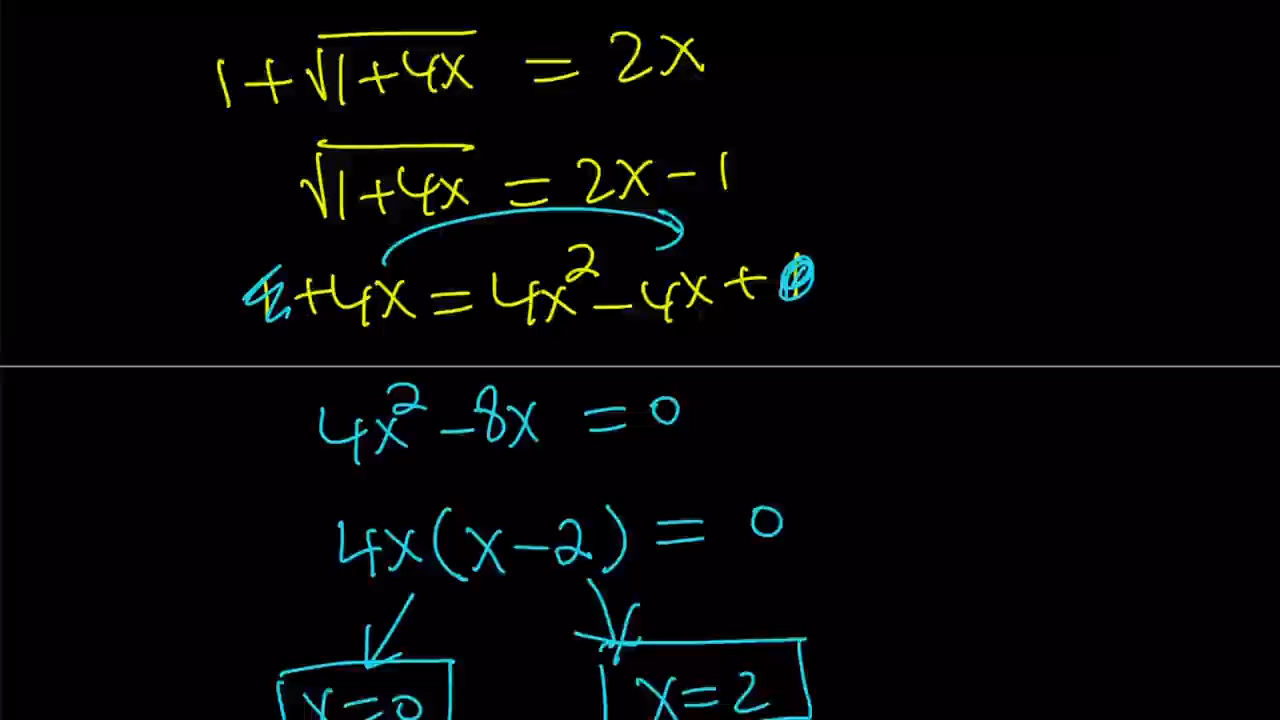 1+√1+4x = 2x
√1+4x = 2x-1
1+4x = 4x²-4x+1
4x²-8x = 0
4x(x-2) = 0
x=0 x=2